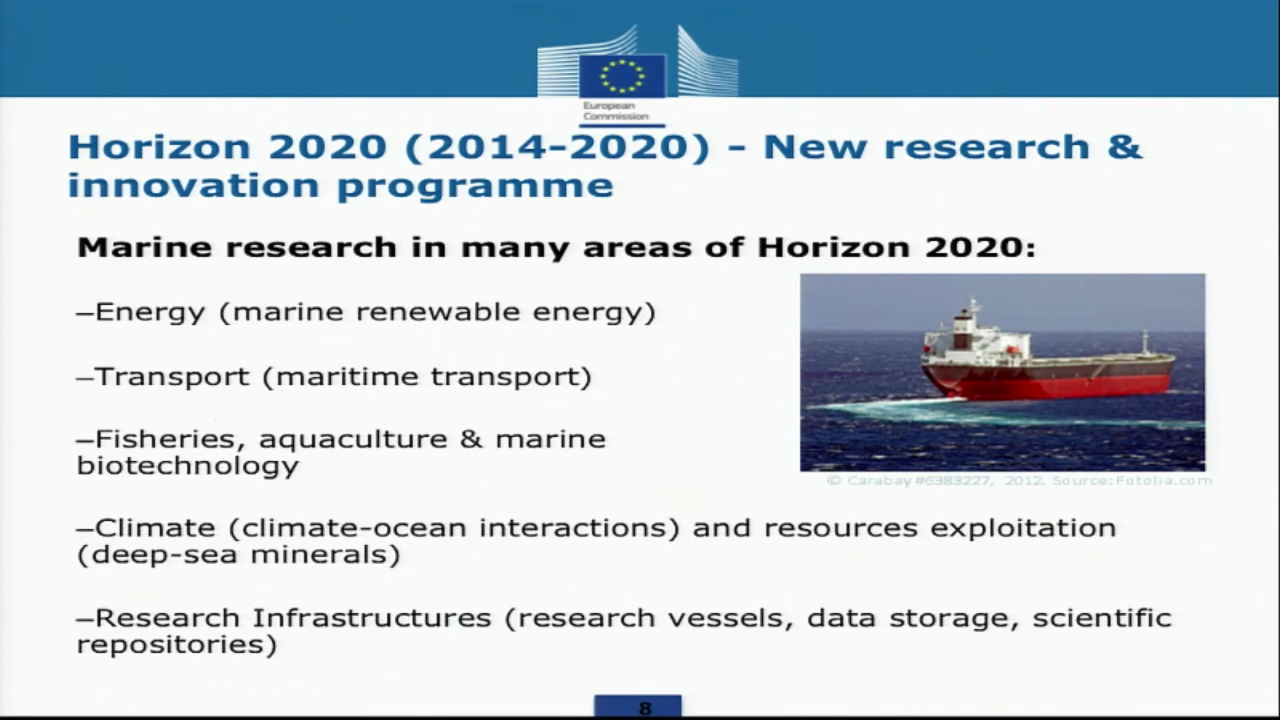 European
Commission
Horizon 2020 (2014-2020) - New research &
innovation programme
Marine research in many areas of Horizon 2020:
–Energy (marine renewable energy)
–Transport (maritime transport)
–Fisheries, aquaculture & marine
biotechnology
© Carabay #6383227, 2012. Source: Fotolia.com
–Climate (climate-ocean interactions) and resources exploitation
(deep-sea minerals)
–Research Infrastructures (research vessels, data storage, scientific
repositories)
8